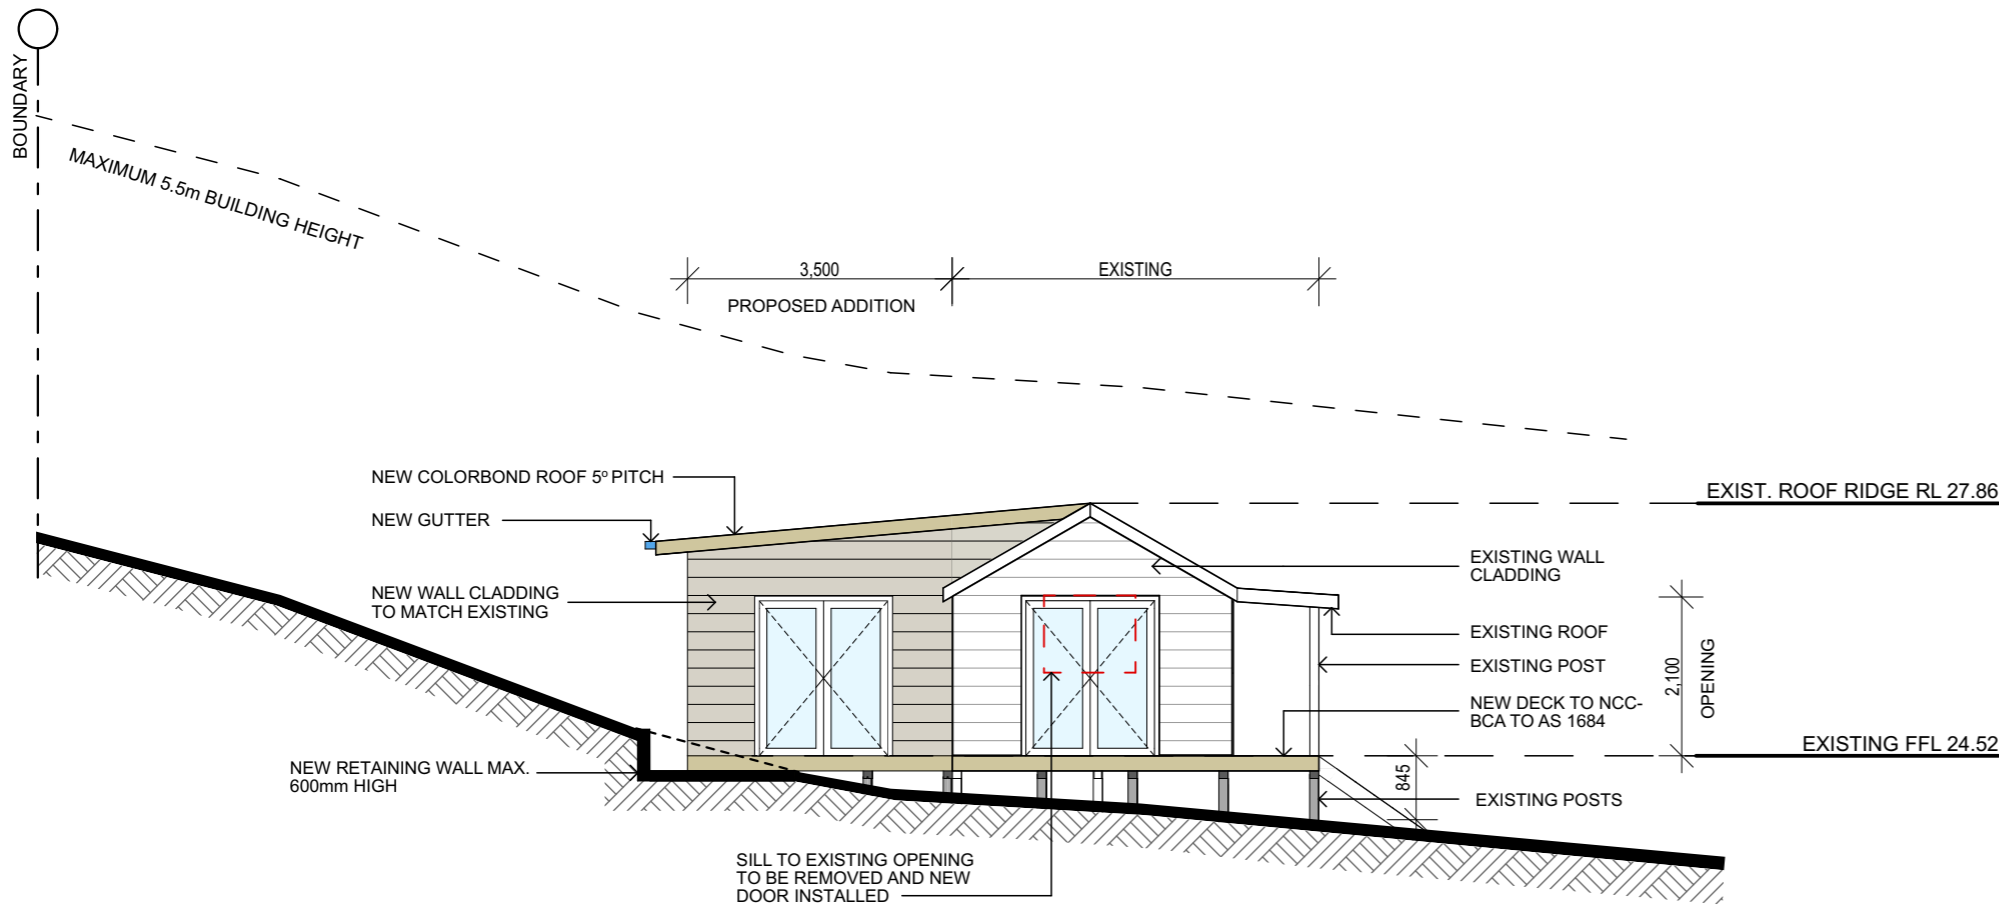 BOUNDARY
MAXIMUM 5.5m BUILDING HEIGHT
3,500
EXISTING
PROPOSED ADDITION
NEW COLORBOND ROOF 5º PITCH
EXIST. ROOF RIDGE RL 27.86
NEW GUTTER
EXISTING WALL
CLADDING
NEW WALL CLADDING
TO MATCH EXISTING
EXISTING ROOF
EXISTING POST
2,100
OPENING
NEW DECK TO NCC-
BCA TO AS 1684
EXISTING FFL 24.52
NEW RETAINING WALL MAX.
600mm HIGH
845
EXISTING POSTS
SILL TO EXISTING OPENING
TO BE REMOVED AND NEW
DOOR INSTALLED